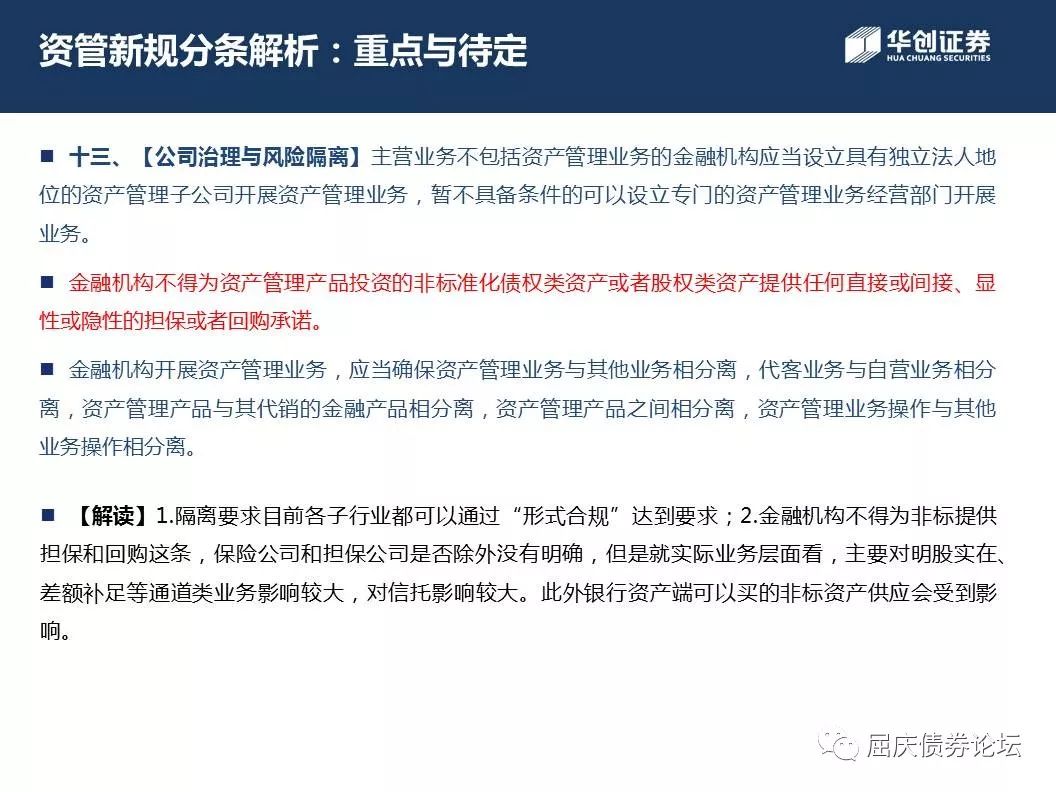 资管新规分条解析：重点与待定
华创证券
HUA CHUANG SECURITIES
■ 十三、【公司治理与风险隔离】主营业务不包括资产管理业务的金融机构应当设立具有独立法人地
位的资产管理子公司开展资产管理业务，暂不具备条件的可以设立专门的资产管理业务经营部门开展
业务。
■ 金融机构不得为资产管理产品投资的非标准化债权类资产或者股权类资产提供任何直接或间接、显
性或隐性的担保或者回购承诺。
■ 金融机构开展资产管理业务，应当确保资产管理业务与其他业务相分离，代客业务与自营业务相分
离，资产管理产品与其代销的金融产品相分离，资产管理产品之间相分离，资产管理业务操作与其他
业务操作相分离。
■ 【解读】1.隔离要求目前各子行业都可以通过“形式合规”达到要求；2.金融机构不得为非标提供
担保和回购这条，保险公司和担保公司是否除外没有明确，但是就实际业务层面看，主要对明股实在、
差额补足等通道类业务影响较大，对信托影响较大。此外银行资产端可以买的非标资产供应会受到影
响。
屈庆债券论坛